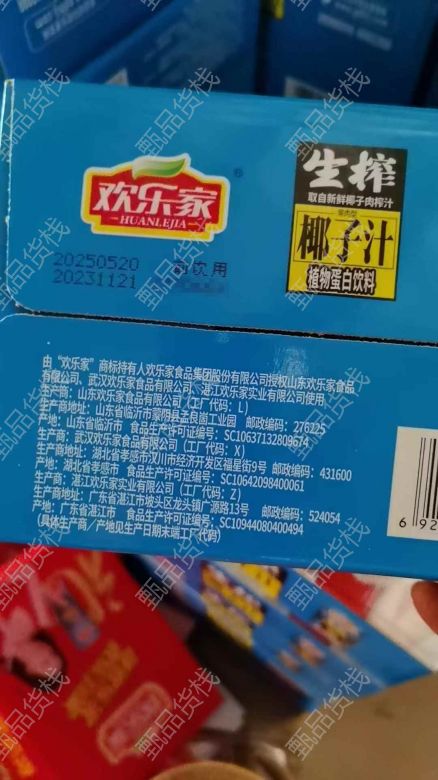 欢乐家
HUANLEJIA
®
生榨
取自新鲜椰子肉榨汁
椰子汁
植物蛋白饮料
20250520 前饮用
20231121
由“欢乐家”商标持有人欢乐家食品集团股份有限公司授权山东欢乐家食品
有限公司、武汉欢乐家食品有限公司、湛江欢乐家实业有限公司使用
生产商：山东欢乐家食品有限公司（工厂代码：L）
生产商地址：山东省临沂市蒙阴县孟良崮工业园 邮政编码：276225
产地：山东省临沂市 食品生产许可证编号：SC10637132809674
生产商：武汉欢乐家食品有限公司（工厂代码：X）
生产商地址：湖北省孝感市汉川市经济开发区福星街9号 邮政编码：431600
产地：湖北省孝感市 食品生产许可证编号：SC10642098400061
生产商：湛江欢乐家实业有限公司（工厂代码：Z）
生产商地址：广东省湛江市坡头区龙头镇广源路13号 邮政编码：524054
产地：广东省湛江市 食品生产许可证编号：SC10944080400494
（具体生产商／产地见生产日期末端工厂代码）
6 92
甄品货栈